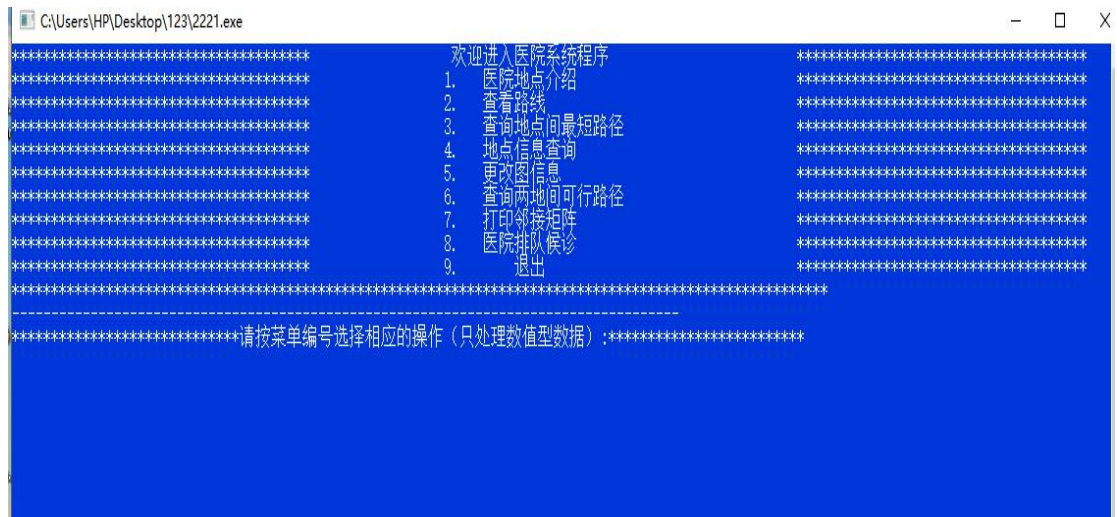 C:\Users\HP\Desktop\123\2221.exe
************************************** 欢迎进入医院系统程序 *************************************
************************************** 1. 医院地点介绍 *************************************
************************************** 2. 查看路线 *************************************
************************************** 3. 查询地点间最短路径 *************************************
************************************** 4. 地点信息查询 *************************************
************************************** 5. 更改图信息 *************************************
************************************** 6. 查询两地间可行路径 *************************************
************************************** 7. 打印邻接矩阵 *************************************
************************************** 8. 医院排队候诊 *************************************
************************************** 9. 退出 *************************************
********************************************************************************************************
-------------------------------------------------------------------------------------
*****************************请按菜单编号选择相应的操作（只处理数值型数据）:*************************